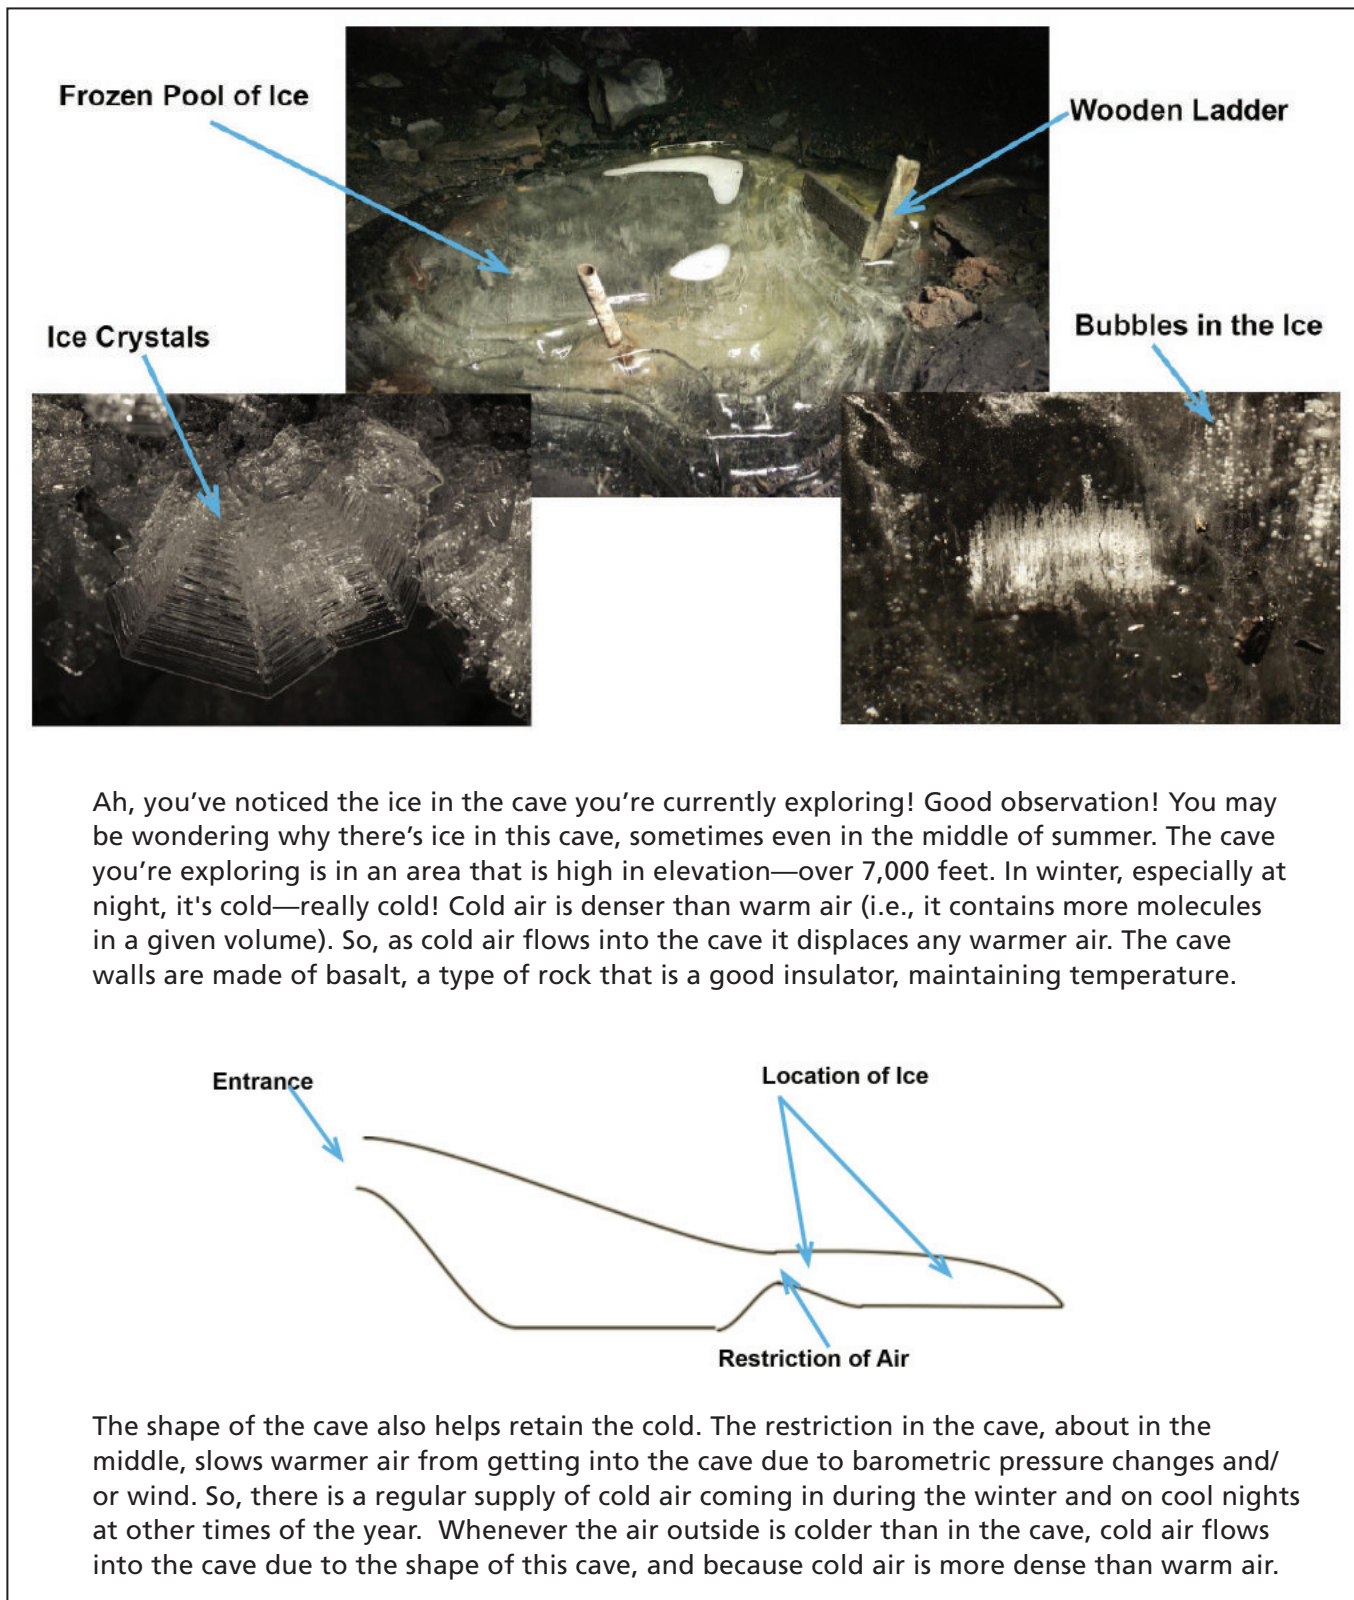 Frozen Pool of Ice
Wooden Ladder
Ice Crystals
Bubbles in the Ice
Ah, you’ve noticed the ice in the cave you’re currently exploring! Good observation! You may
be wondering why there’s ice in this cave, sometimes even in the middle of summer. The cave
you’re exploring is in an area that is high in elevation—over 7,000 feet. In winter, especially at
night, it's cold—really cold! Cold air is denser than warm air (i.e., it contains more molecules
in a given volume). So, as cold air flows into the cave it displaces any warmer air. The cave
walls are made of basalt, a type of rock that is a good insulator, maintaining temperature.
Entrance
Location of Ice
Restriction of Air
The shape of the cave also helps retain the cold. The restriction in the cave, about in the
middle, slows warmer air from getting into the cave due to barometric pressure changes and/
or wind. So, there is a regular supply of cold air coming in during the winter and on cool nights
at other times of the year.  Whenever the air outside is colder than in the cave, cold air flows
into the cave due to the shape of this cave, and because cold air is more dense than warm air.